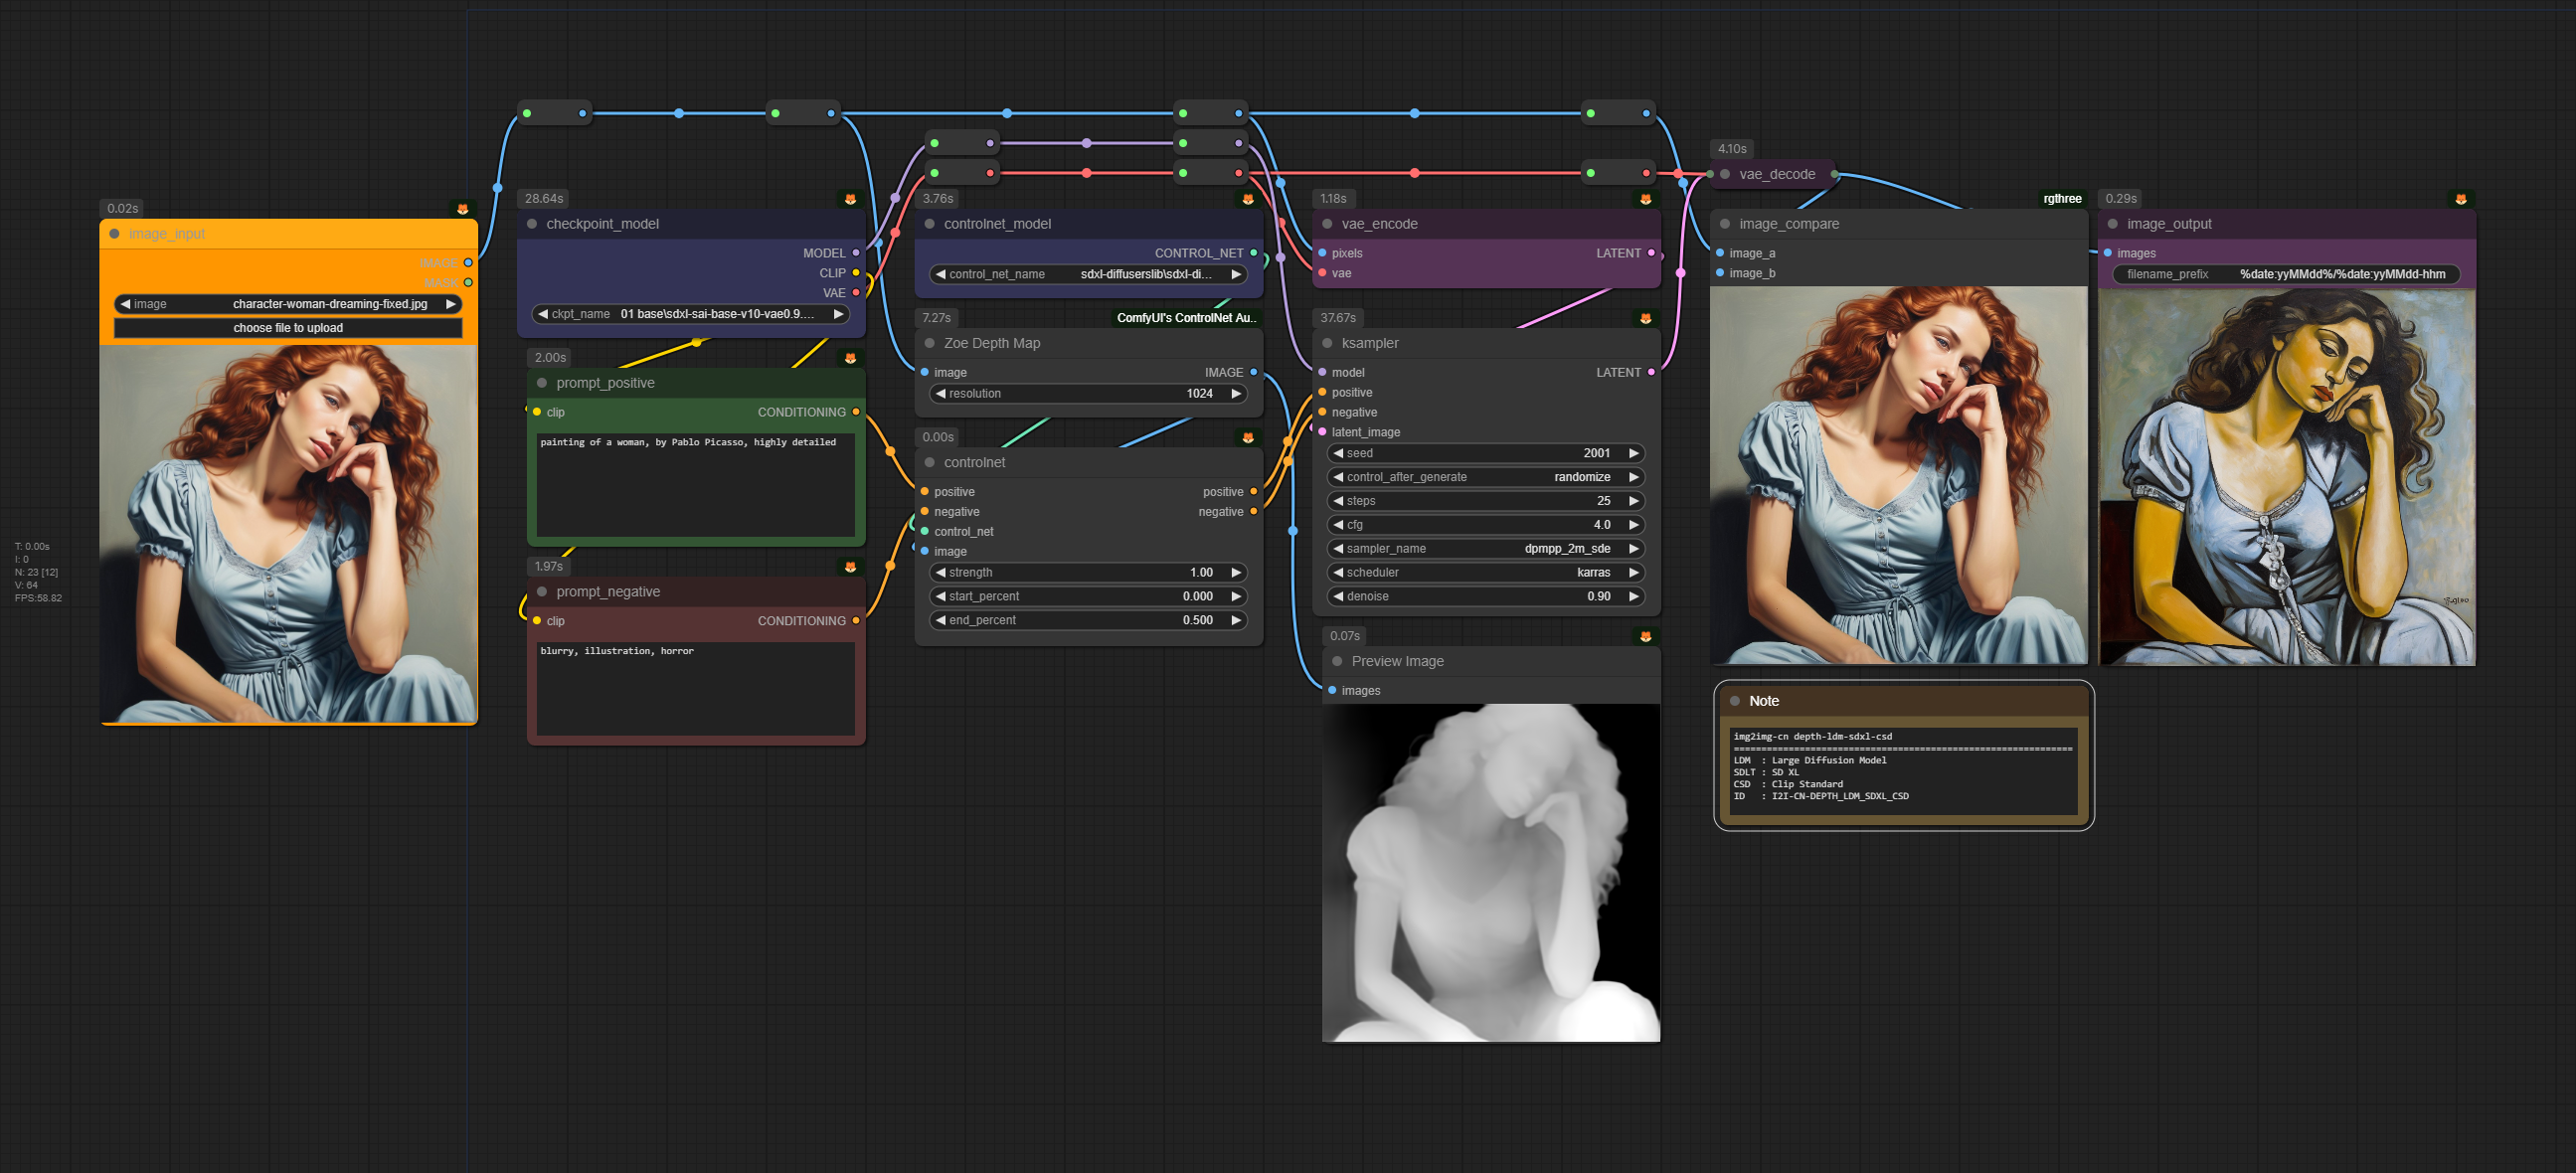 0.02s
image_input
IMAGE
MASK
image character-woman-dreaming-fixed.jpg
choose file to upload
T: 0.00s
I: 0
N: 23 [12]
V: 64
FPS:58.82
28.64s
checkpoint_model
MODEL
CLIP
VAE
ckpt_name 01 base\sdxl-sai-base-v10-vae0.9....
2.00s
prompt_positive
clip CONDITIONING
painting of a woman, by Pablo Picasso, highly detailed
1.97s
prompt_negative
clip CONDITIONING
blurry, illustration, horror
3.76s
controlnet_model
CONTROL_NET
control_net_name sdxl-diffuserslib\sdxl-di...
7.27s ComfyUI's ControlNet Au..
Zoe Depth Map
image IMAGE
resolution 1024
0.00s
controlnet
positive positive
negative negative
control_net
image
strength 1.00
start_percent 0.000
end_percent 0.500
1.18s
vae_encode
pixels LATENT
vae
37.67s
ksampler
model LATENT
positive
negative
latent_image
seed 2001
control_after_generate randomize
steps 25
cfg 4.0
sampler_name dpmpp_2m_sde
scheduler karras
denoise 0.90
0.07s
Preview Image
images
4.10s
vae_decode
rgthree
image_compare
image_a
image_b
0.29s
image_output
images
filename_prefix %date:yyMMdd%/%date:yyMMdd-hhm
Note
img2img-cn depth-ldm-sdxl-csd
==============================================================
LDM : Large Diffusion Model
SDLT : SD XL
CSD : Clip Standard
ID : I2I-CN-DEPTH_LDM_SDXL_CSD